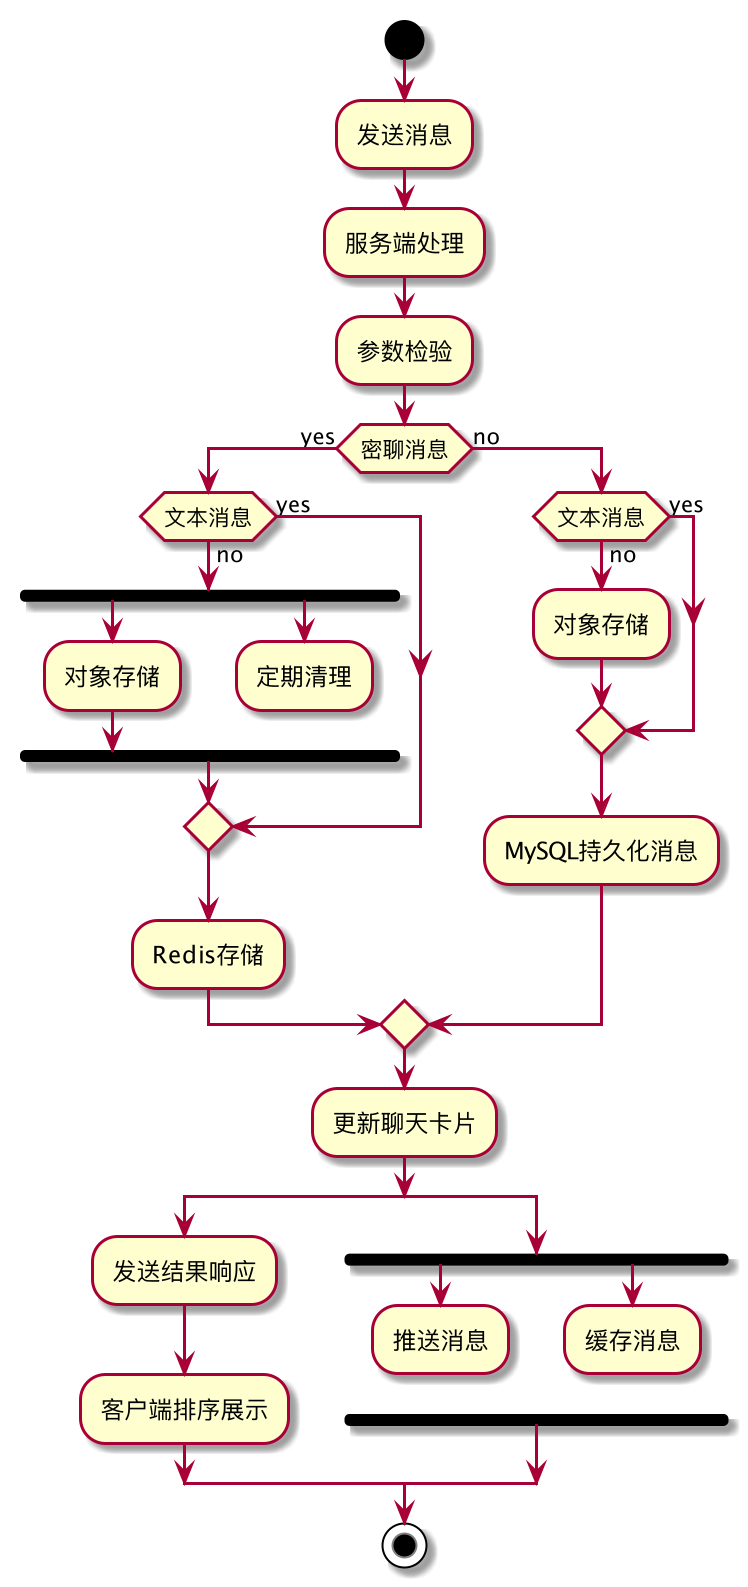 发送消息
服务端处理
参数检验
密聊消息
yes
no
文本消息
yes
no
对象存储
定期清理
Redis存储
文本消息
yes
no
对象存储
MySQL持久化消息
更新聊天卡片
发送结果响应
客户端排序展示
推送消息
缓存消息